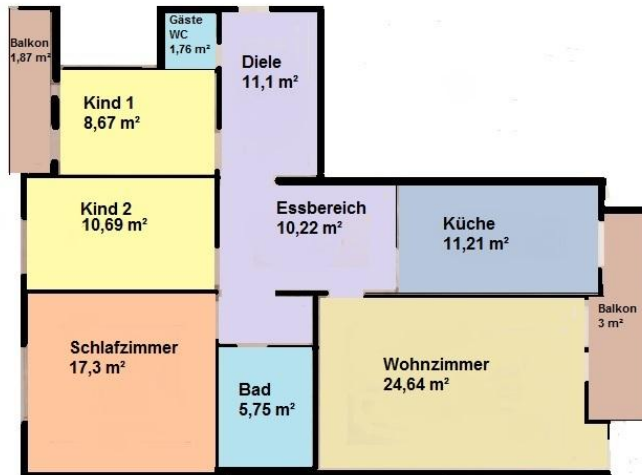 Gäste
WC
1,76 m²
Balkon
1,87 m²
Diele
11,1 m²
Kind 1
8,67 m²
Kind 2
10,69 m²
Essbereich
10,22 m²
Küche
11,21 m²
Balkon
3 m²
Schlafzimmer
17,3 m²
Wohnzimmer
24,64 m²
Bad
5,75 m²